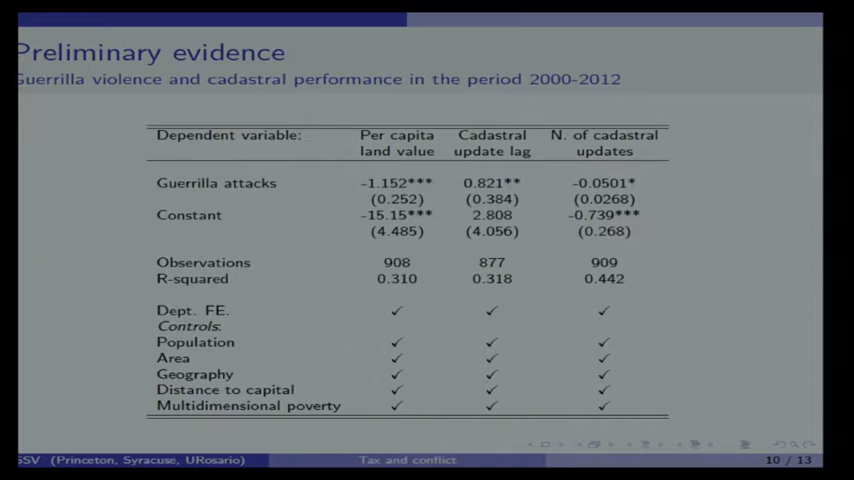 Preliminary evidence
Guerrilla violence and cadastral performance in the period 2000-2012
Dependent variable: Per capita land value Cadastral update lag N. of cadastral updates
Guerrilla attacks -1.152*** 0.821** -0.0501*
(0.252) (0.384) (0.0268)
Constant -15.15*** 2.808 -0.739***
(4.485) (4.056) (0.268)
Observations 908 877 909
R-squared 0.310 0.318 0.442
Dept. FE. ✓ ✓ ✓
Controls:
Population ✓ ✓ ✓
Area ✓ ✓ ✓
Geography ✓ ✓ ✓
Distance to capital ✓ ✓ ✓
Multidimensional poverty ✓ ✓ ✓
SSV (Princeton, Syracuse, URosario) Tax and conflict 10 / 13